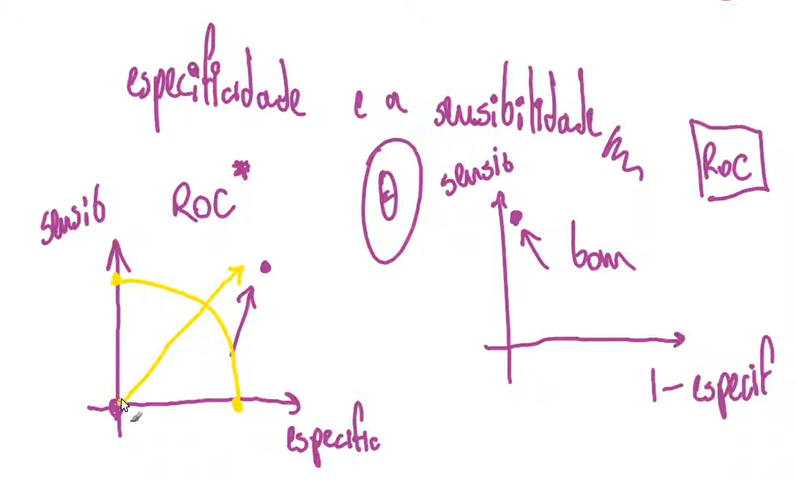 especificidade e a sensibilidade
ROC
sensib
ROC*
θ
sensib
bom
1 - especif
especific